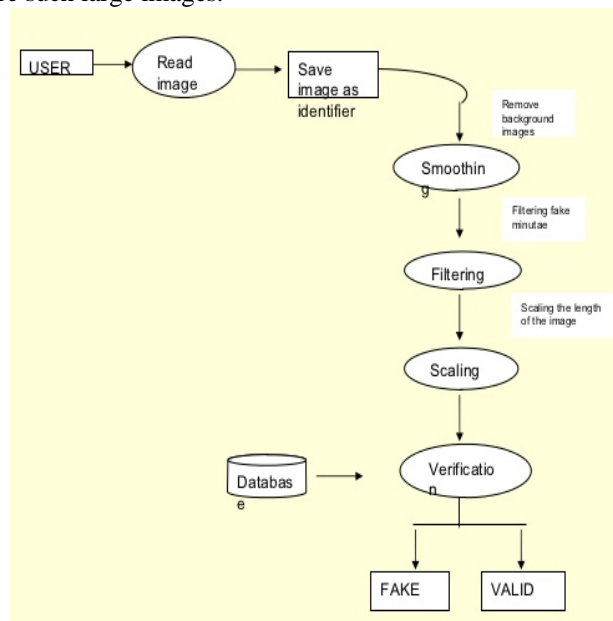 re such large images.
USER
Read
image
Save
image as
identifier
Remove
background
images
Smoothin
g
Filtering fake
minutae
Filtering
Scaling the length
of the image
Scaling
Databas
e
Verificatio
n
FAKE
VALID